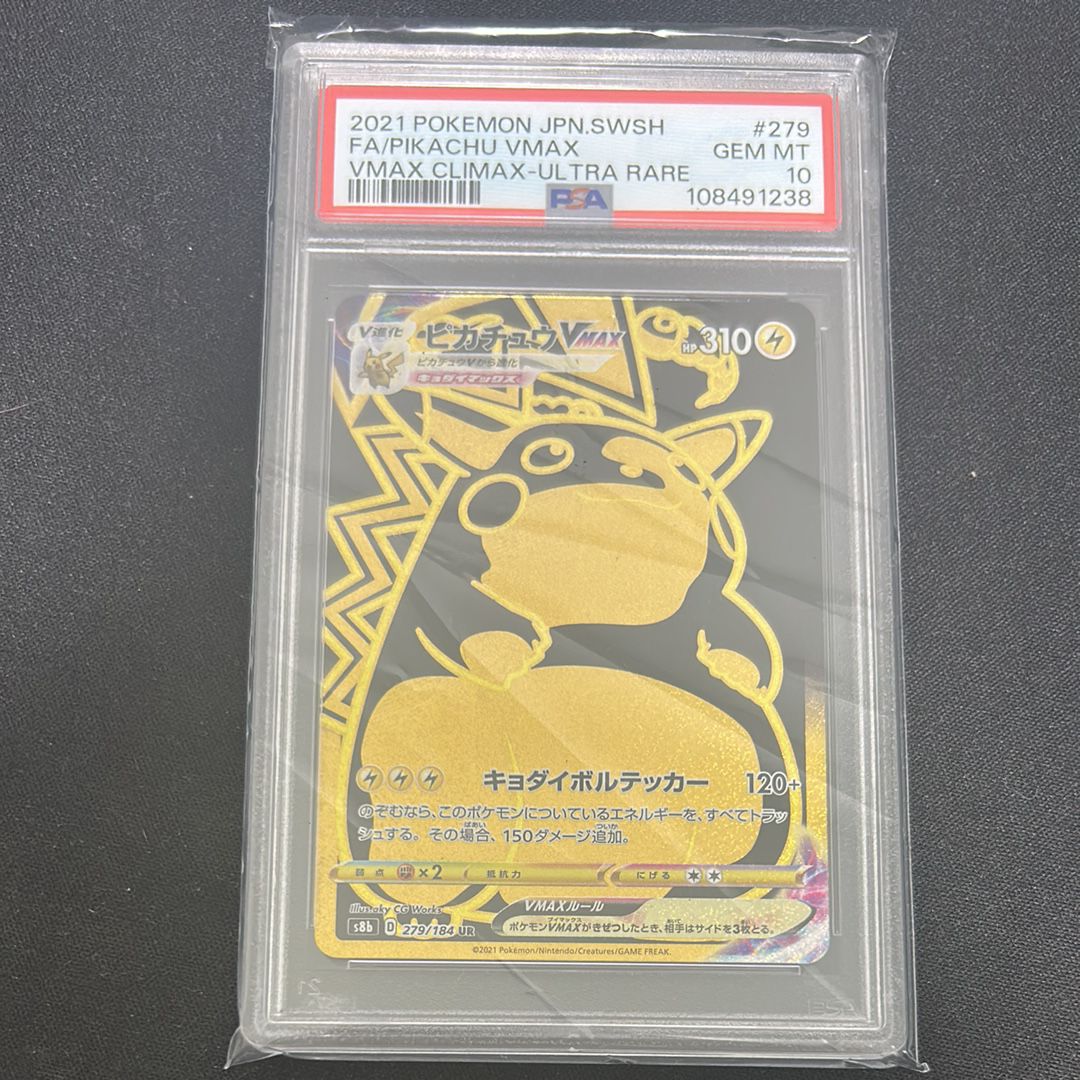 2021 POKEMON JPN.SWSH #279
FA/PIKACHU VMAX GEM MT
VMAX CLIMAX-ULTRA RARE 10
PSA 108491238
V進化 ピカチュウVMAX HP310
ピカチュウVから進化
キョダイマックス
キョダイボルテッカー 120+
のぞむなら、このポケモンについているエネルギーを、すべてトラッ
シュする。その場合、150ダメージ追加。
弱点 ×2 抵抗力 にげる
Illus.aky CG Works VMAXルール
s8b D 279/184 UR ポケモンVMAXがきぜつしたとき、相手はサイドを3枚とる。
©2021 Pokémon/Nintendo/Creatures/GAME FREAK.